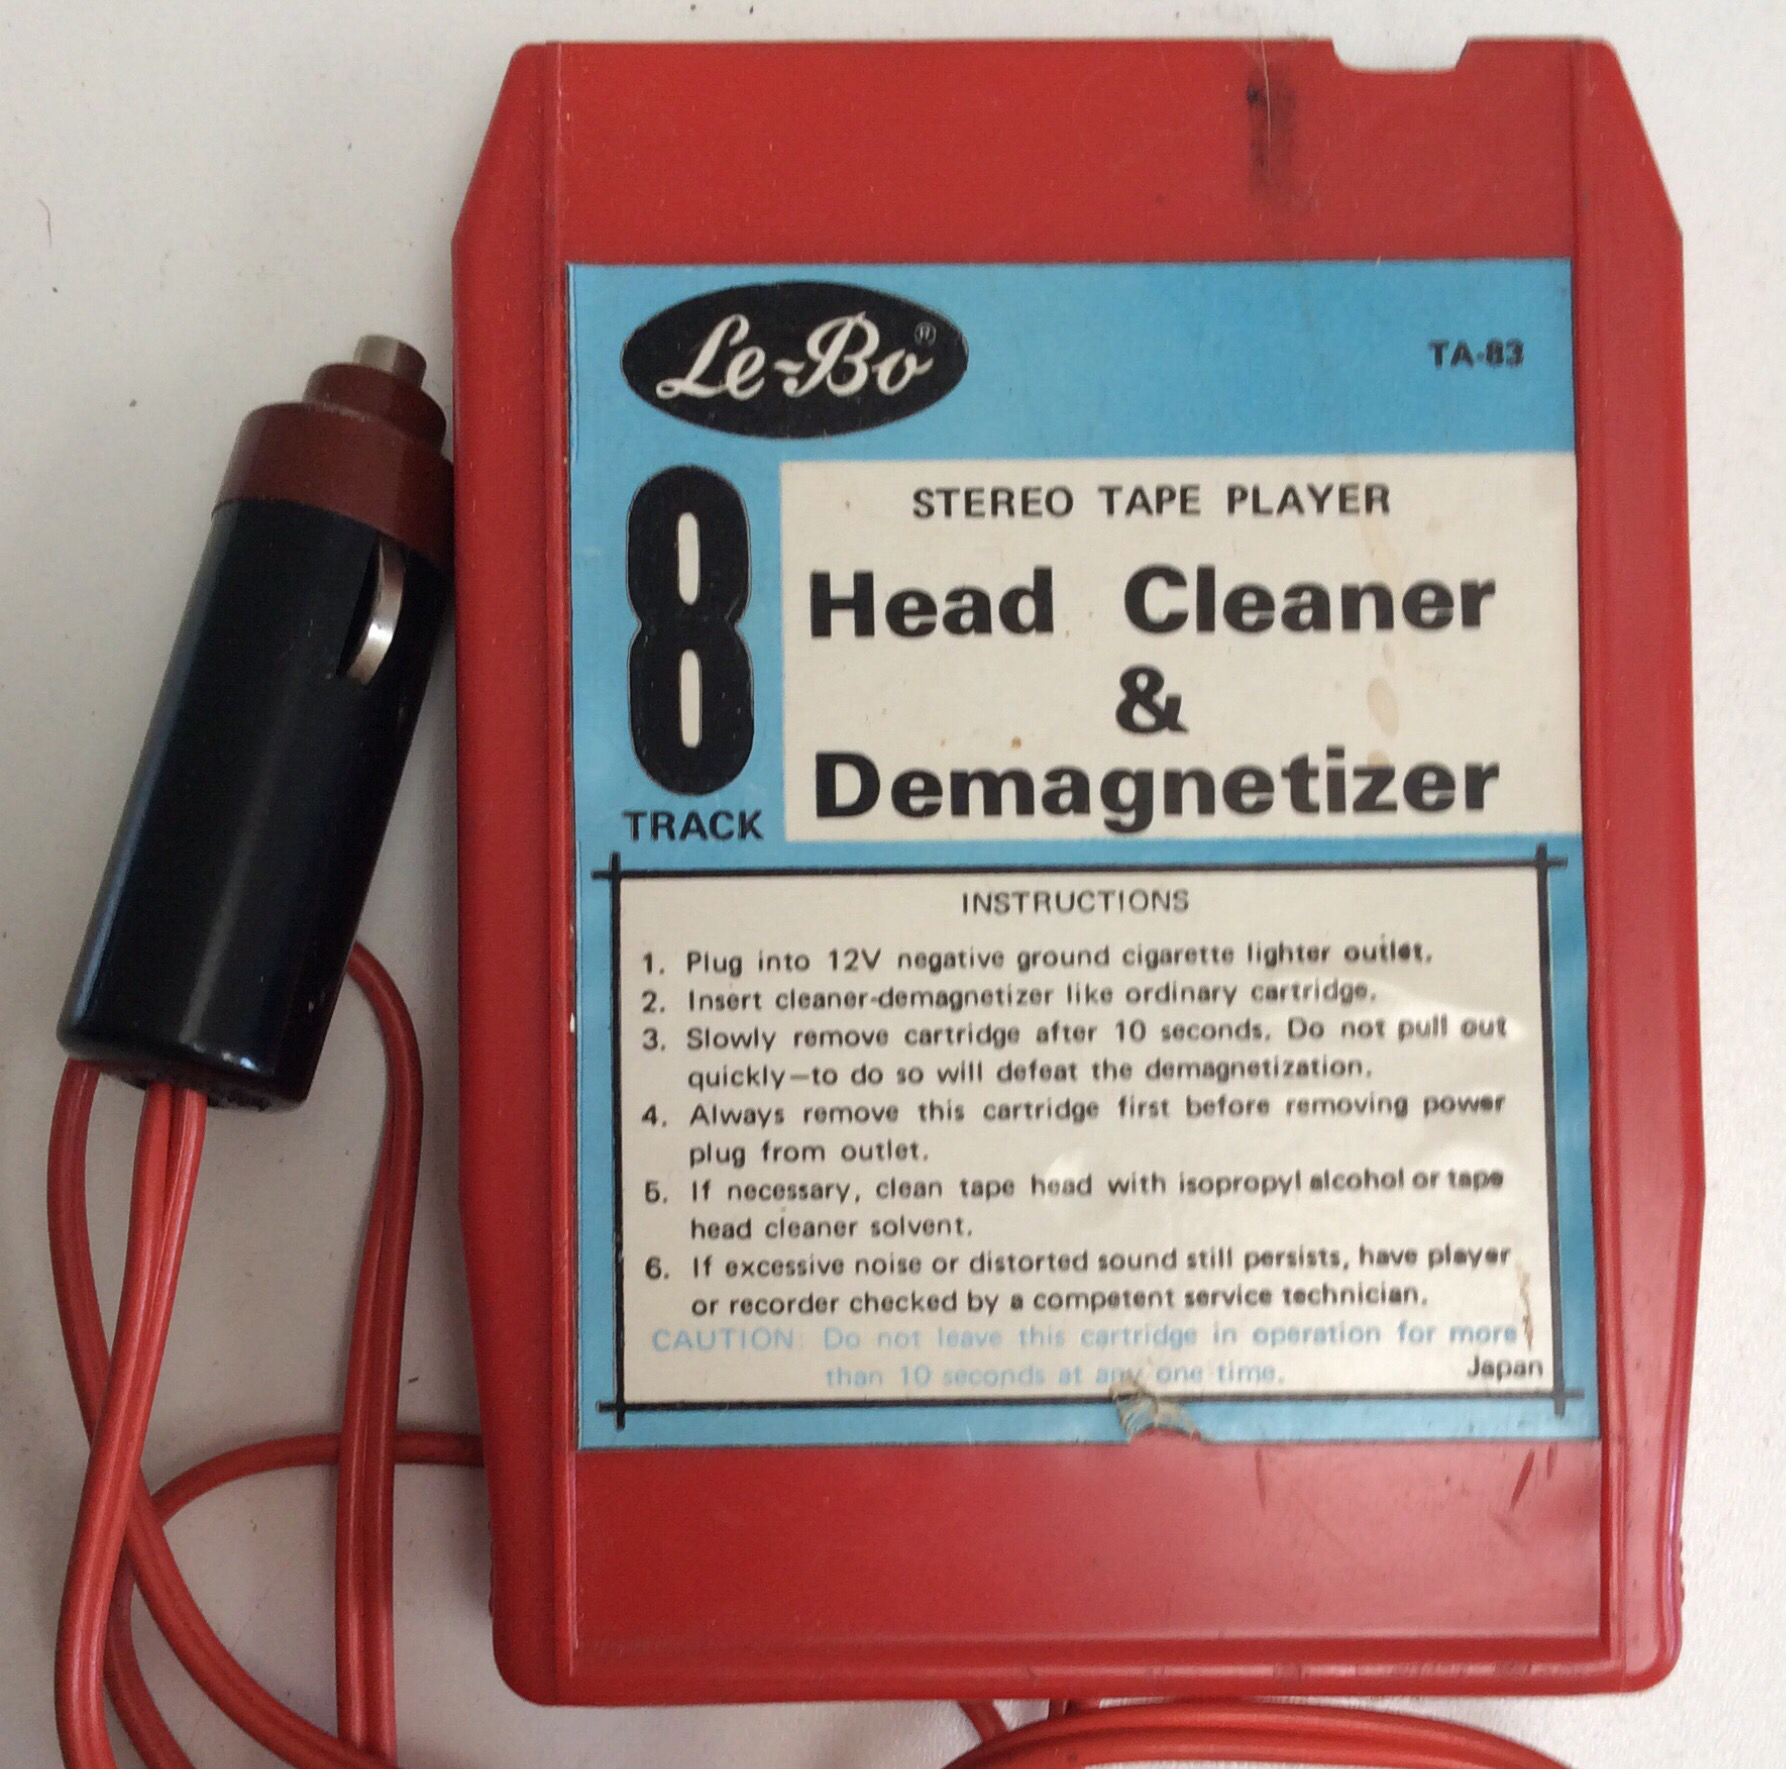 Le-Bo®
TA-83
8
TRACK
STEREO TAPE PLAYER
Head Cleaner
&
Demagnetizer
INSTRUCTIONS
1. Plug into 12V negative ground cigarette lighter outlet.
2. Insert cleaner-demagnetizer like ordinary cartridge.
3. Slowly remove cartridge after 10 seconds. Do not pull out
quickly—to do so will defeat the demagnetization.
4. Always remove this cartridge first before removing power
plug from outlet.
5. If necessary, clean tape head with isopropyl alcohol or tape
head cleaner solvent.
6. If excessive noise or distorted sound still persists, have player
or recorder checked by a competent service technician.
CAUTION: Do not leave this cartridge in operation for more
than 10 seconds at any one time.
Japan